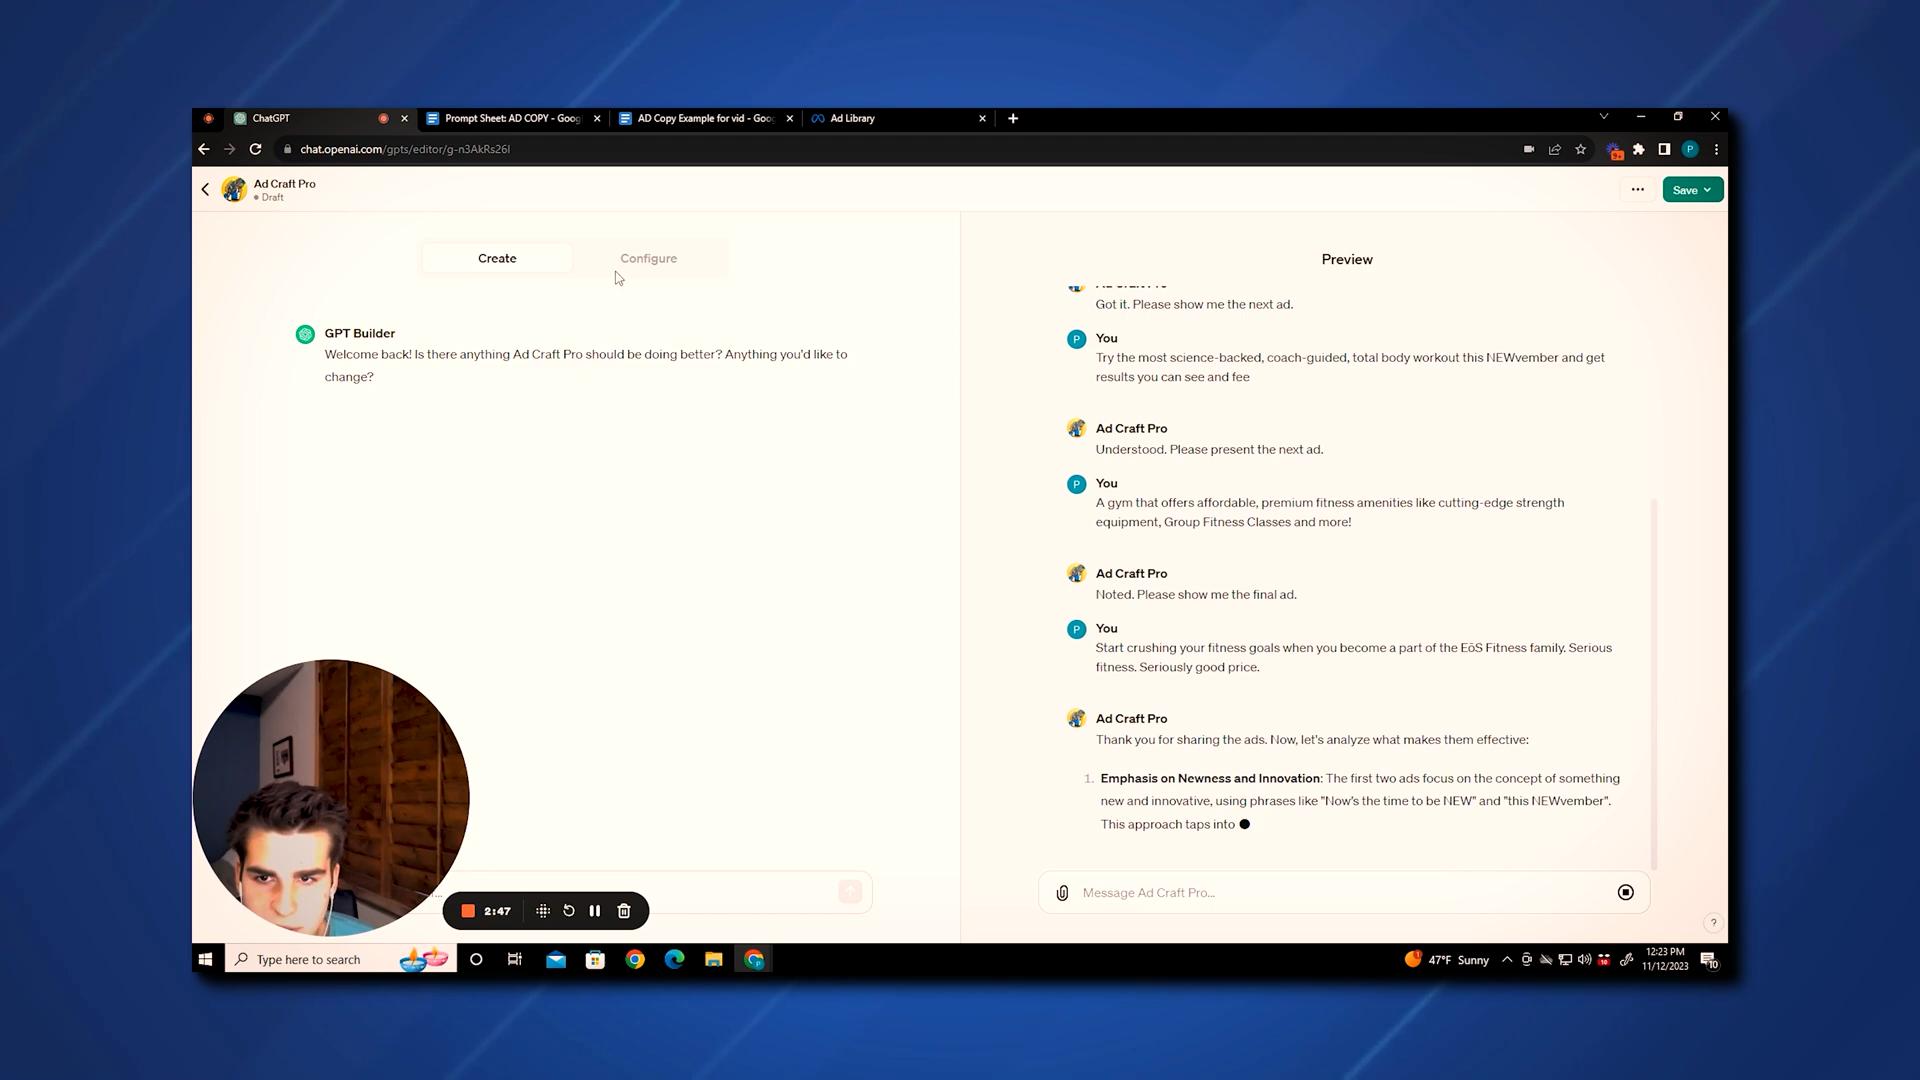 ChatGPT
Prompt Sheet: AD COPY - Goog
AD Copy Example for vid - Goo
Ad Library
chat.openai.com/gpts/editor/g-n3AkRs26I
9+
P
Ad Craft Pro
Draft
Save
Create
Configure
Preview
GPT Builder
Welcome back! Is there anything Ad Craft Pro should be doing better? Anything you'd like to
change?
Ad Craft Pro
Got it. Please show me the next ad.
P
You
Try the most science-backed, coach-guided, total body workout this NEWvember and get
results you can see and fee
Ad Craft Pro
Understood. Please present the next ad.
P
You
A gym that offers affordable, premium fitness amenities like cutting-edge strength
equipment, Group Fitness Classes and more!
Ad Craft Pro
Noted. Please show me the final ad.
P
You
Start crushing your fitness goals when you become a part of the EōS Fitness family. Serious
fitness. Seriously good price.
Ad Craft Pro
Thank you for sharing the ads. Now, let's analyze what makes them effective:
1. Emphasis on Newness and Innovation: The first two ads focus on the concept of something
new and innovative, using phrases like "Now's the time to be NEW" and "this NEWvember".
This approach taps into
Message Ad Craft Pro...
?
2:47
Type here to search
47°F Sunny
12:23 PM
11/12/2023
10